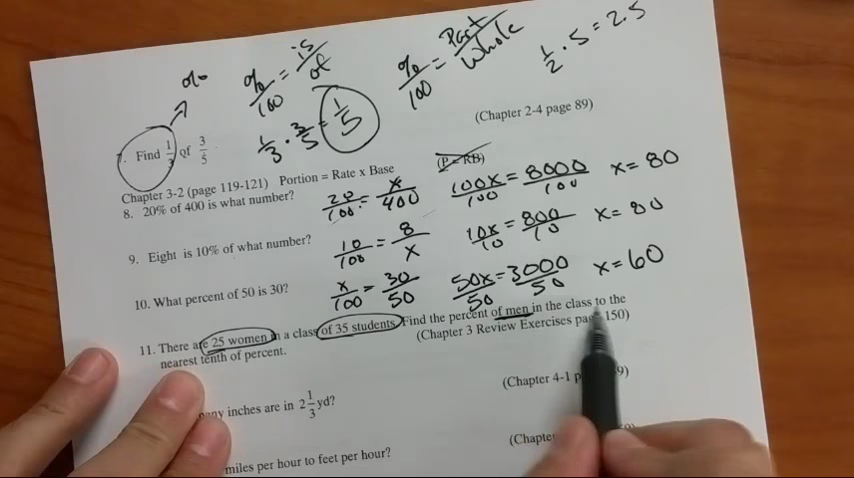 %
%/100 = is/of
%/100 = Part/Whole
1/2 · 5 = 2.5
1/3 · 3/5 = 1/5
(Chapter 2-4 page 89)
Find 1/3 of 3/5
(P = RB)
Chapter 3-2 (page 119-121) Portion = Rate x Base
8. 20% of 400 is what number? 20/100 = x/400 100x/100 = 8000/100 x = 80
9. Eight is 10% of what number? 10/100 = 8/x 10x/10 = 800/10 x = 80
10. What percent of 50 is 30? x/100 = 30/50 50x/50 = 3000/50 x = 60
11. There are 25 women in a class of 35 students. Find the percent of men in the class to the
nearest tenth of percent. (Chapter 3 Review Exercises page 150)
inches are in 2 1/3 yd? (Chapter 4-1
miles per hour to feet per hour?